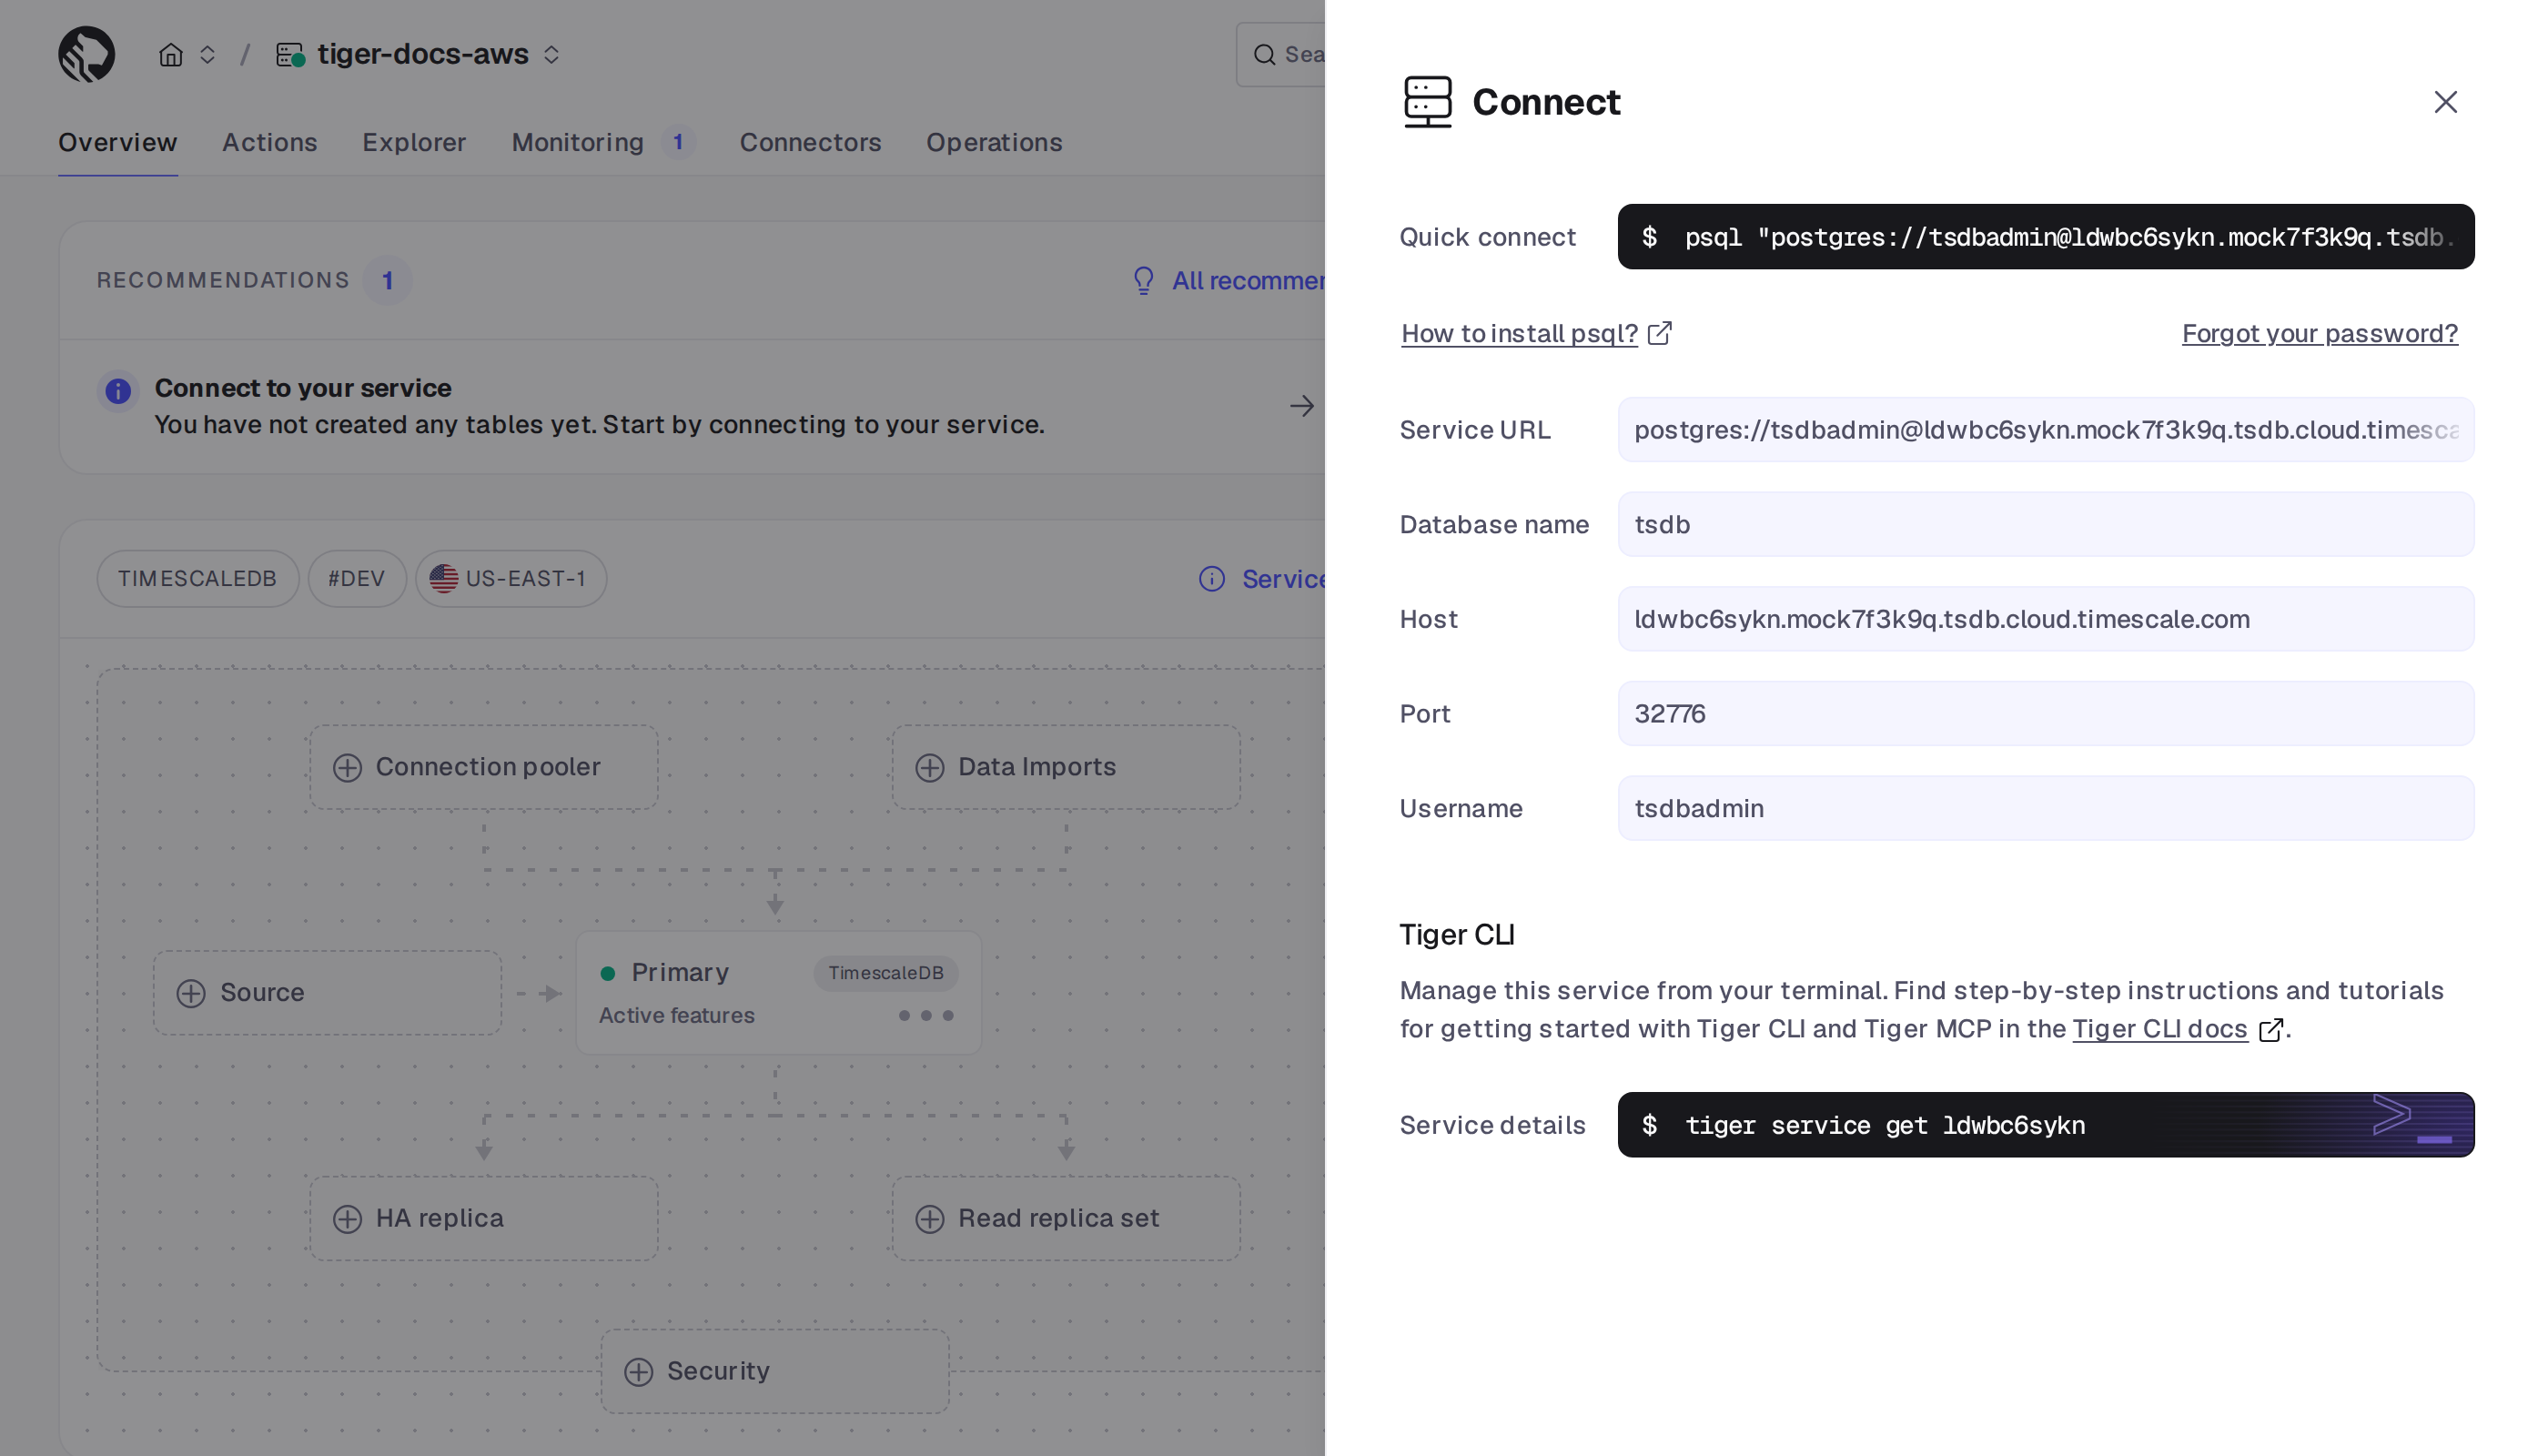 / tiger-docs-aws
Sea
Overview Actions Explorer Monitoring 1 Connectors Operations
RECOMMENDATIONS 1
All recommen
Connect to your service
You have not created any tables yet. Start by connecting to your service.
TIMESCALEDB #DEV US-EAST-1
Service
Connection pooler
Data Imports
Source
Primary
TimescaleDB
Active features
HA replica
Read replica set
Security
Connect
Quick connect
$ psql "postgres://tsdbadmin@ldwbc6sykn.mock7f3k9q.tsdb.
How to install psql?
Forgot your password?
Service URL
postgres://tsdbadmin@ldwbc6sykn.mock7f3k9q.tsdb.cloud.timesca
Database name
tsdb
Host
ldwbc6sykn.mock7f3k9q.tsdb.cloud.timescale.com
Port
32776
Username
tsdbadmin
Tiger CLI
Manage this service from your terminal. Find step-by-step instructions and tutorials
for getting started with Tiger CLI and Tiger MCP in the Tiger CLI docs .
Service details
$ tiger service get ldwbc6sykn